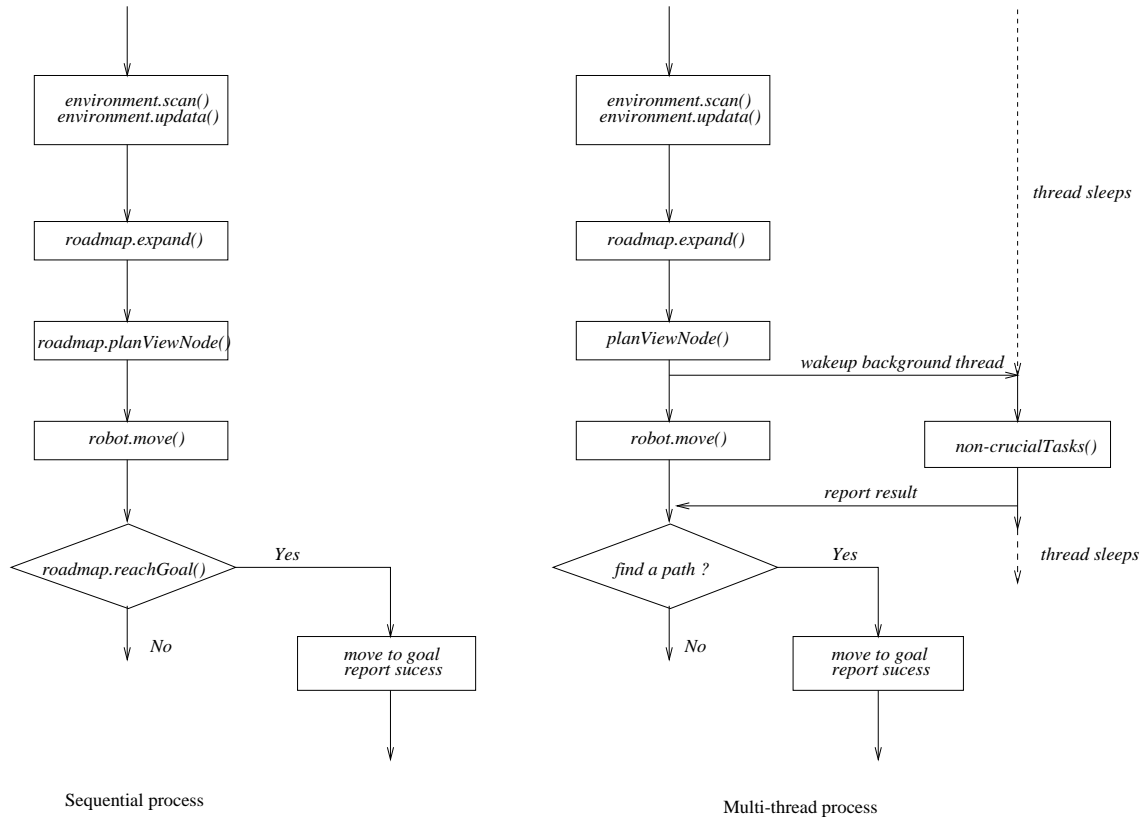 environment.scan()
environment.updata()
roadmap.expand()
roadmap.planViewNode()
robot.move()
roadmap.reachGoal()
Yes
No
move to goal
report sucess
Sequential process
environment.scan()
environment.updata()
thread sleeps
roadmap.expand()
planViewNode()
wakeup background thread
robot.move()
non-crucialTasks()
report result
find a path ?
Yes
thread sleeps
No
move to goal
report sucess
Multi-thread process